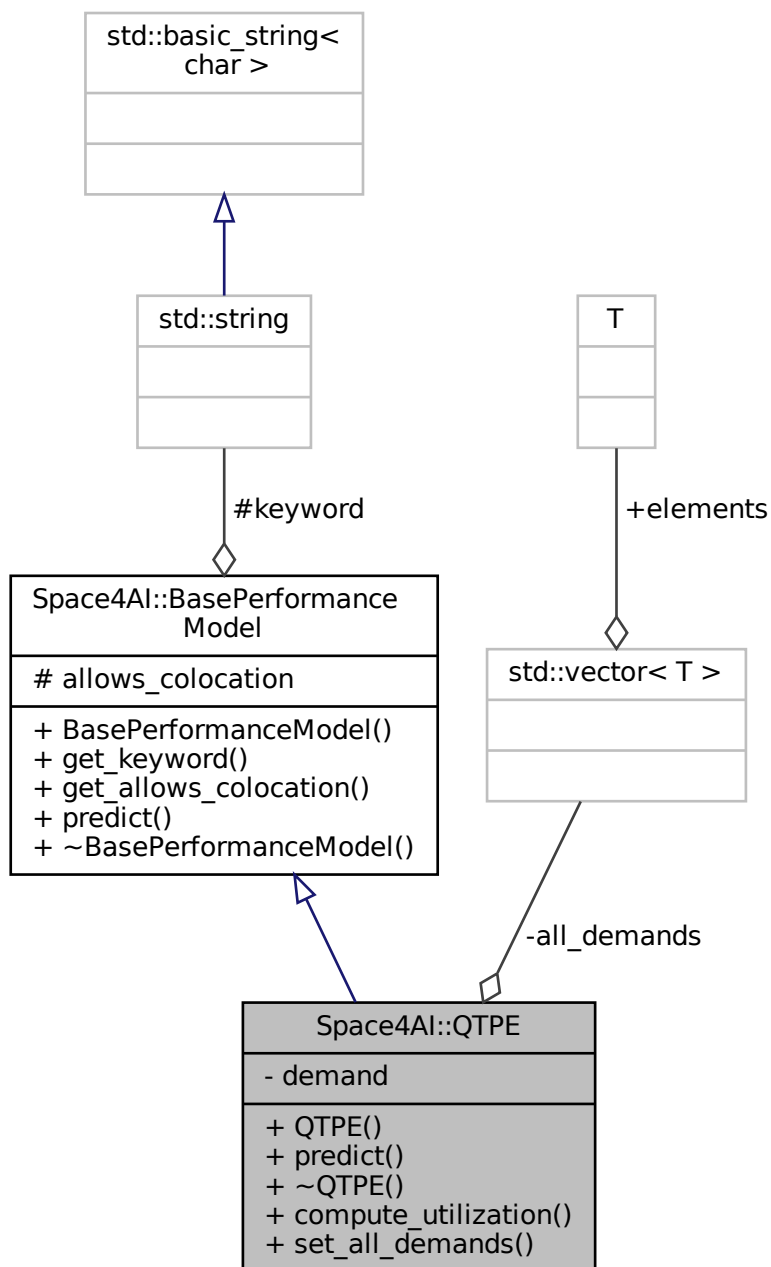 std::basic_string<
char >
std::string
T
#keyword
+elements
Space4AI::BasePerformance
Model
# allows_colocation
+ BasePerformanceModel()
+ get_keyword()
+ get_allows_colocation()
+ predict()
+ ~BasePerformanceModel()
std::vector< T >
-all_demands
Space4AI::QTPE
- demand
+ QTPE()
+ predict()
+ ~QTPE()
+ compute_utilization()
+ set_all_demands()